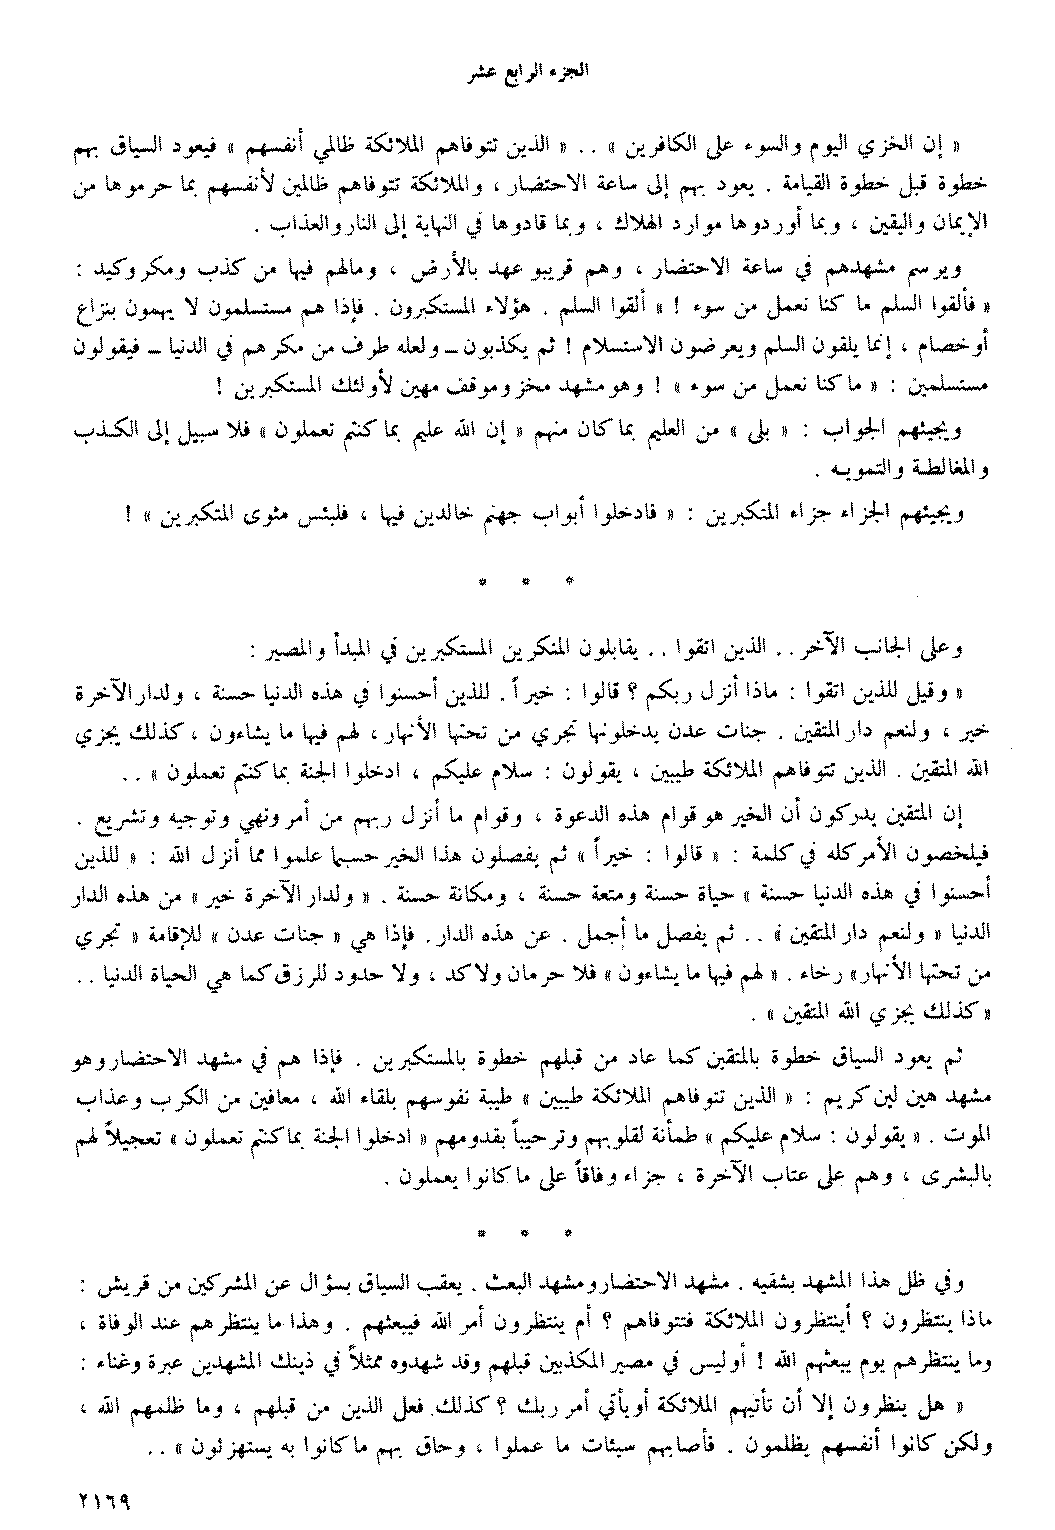 الجزء الرابع عشر
« إن الخزي اليوم والسوء على الكافرين » .. « الذين تتوفاهم الملائكة ظالمي أنفسهم » فيعود السياق بهم
خطوة قبل خطوة القيامة . يعود بهم إلى ساعة الاحتضار ، والملائكة تتوفاهم ظالمين لأنفسهم بما حرموها من
الإيمان واليقين ، وبما أوردوها موارد الهلاك ، وبما قادوها في النهاية إلى النار والعذاب .
ويرسم مشهدهم في ساعة الاحتضار ، وهم قريبو عهد بالأرض ، ومالهم فيها من كذب ومكر وكيد :
« فألقوا السلم ما كنا نعمل من سوء ! » ألقوا السلم . هؤلاء المستكبرون . فإذا هم مستسلمون لا يهمون بنزاع
أو خصام ، إنما يلقون السلم ويعرضون الاستسلام ! ثم يكذبون – ولعله طرف من مكرهم في الدنيا – فيقولون
مستسلمين : « ما كنا نعمل من سوء » ! وهو مشهد مخز وموقف مهين لأولئك المستكبرين !
ويجيئهم الجواب : « بلى » من العليم بما كان منهم « إن الله عليم بما كنتم تعملون » فلا سبيل إلى الكـذب
والمغالطـة والتمويـه .
ويجيئهم الجزاء جزاء المتكبرين : « فادخلوا أبواب جهنم خالدين فيها ، فلبئس مثوى المتكبرين » !
* * *
وعلى الجانب الآخر .. الذين اتقوا .. يقابلون المنكرين المستكبرين في المبدأ والمصير :
« وقيل للذين اتقوا : ماذا أنزل ربكم ؟ قالوا : خيراً . للذين أحسنوا في هذه الدنيا حسنة ، ولدار الآخرة
خير ، ولنعم دار المتقين . جنات عدن يدخلونها تجري من تحتها الأنهار ، لهم فيها ما يشاءون ، كذلك يجزي
الله المتقين . الذين تتوفاهم الملائكة طيبين ، يقولون : سلام عليكم ، ادخلوا الجنة بما كنتم تعملون » ..
إن المتقين يدركون أن الخير هو قوام هذه الدعوة ، وقوام ما أنزل ربهم من أمر ونهي وتوجيه وتشريع .
فيلخصون الأمر كله في كلمة : « قالوا : خيراً » ثم يفصلون هذا الخير حسبما علموا مما أنزل الله : « للذين
أحسنوا في هذه الدنيا حسنة » حياة حسنة ومتعة حسنة ، ومكانة حسنة . « ولدار الآخرة خير » من هذه الدار
الدنيا « ولنعم دار المتقين » .. ثم يفصل ما أجمل . عن هذه الدار . فإذا هي « جنات عدن » للإقامة « تجري
من تحتها الأنهار» رخاء . « لهم فيها ما يشاءون » فلا حرمان ولا كد ، ولا حدود للرزق كما هي الحياة الدنيا ..
« كذلك يجزي الله المتقين » .
ثم يعود السياق خطوة بالمتقين كما عاد من قبلهم خطوة بالمستكبرين . فإذا هم في مشهد الاحتضار وهو
مشهد هين لين كريم : « الذين تتوفاهم الملائكة طيبين » طيبة نفوسهم بلقاء الله ، معافين من الكرب وعذاب
الموت . « يقولون : سلام عليكم » طمأنة لقلوبهم وترحيباً بقدومهم « ادخلوا الجنة بما كنتم تعملون » تعجيلاً لهم
بالبشرى ، وهم على عتاب الآخرة ، جزاء وفاقاً على ما كانوا يعملون .
* * *
وفي ظل هذا المشهد بشقيه . مشهد الاحتضار ومشهد البعث . يعقب السياق بسؤال عن المشركين من قريش :
ماذا ينتظرون ؟ أينتظرون الملائكة فتتوفاهم ؟ أم ينتظرون أمر الله فيبعثهم . وهذا ما ينتظرهم عند الوفاة ،
وما ينتظرهم يوم يبعثهم الله ! أو ليس في مصير المكذبين قبلهم وقد شهدوه ممثلاً في ذينك المشهدين عبرة وغناء :
« هل ينظرون إلا أن تأتيهم الملائكة أو يأتي أمر ربك ؟ كذلك فعل الذين من قبلهم ، وما ظلمهم الله ،
ولكن كانوا أنفسهم يظلمون . فأصابهم سيئات ما عملوا ، وحاق بهم ما كانوا به يستهزئون » ..
٢١٦٩